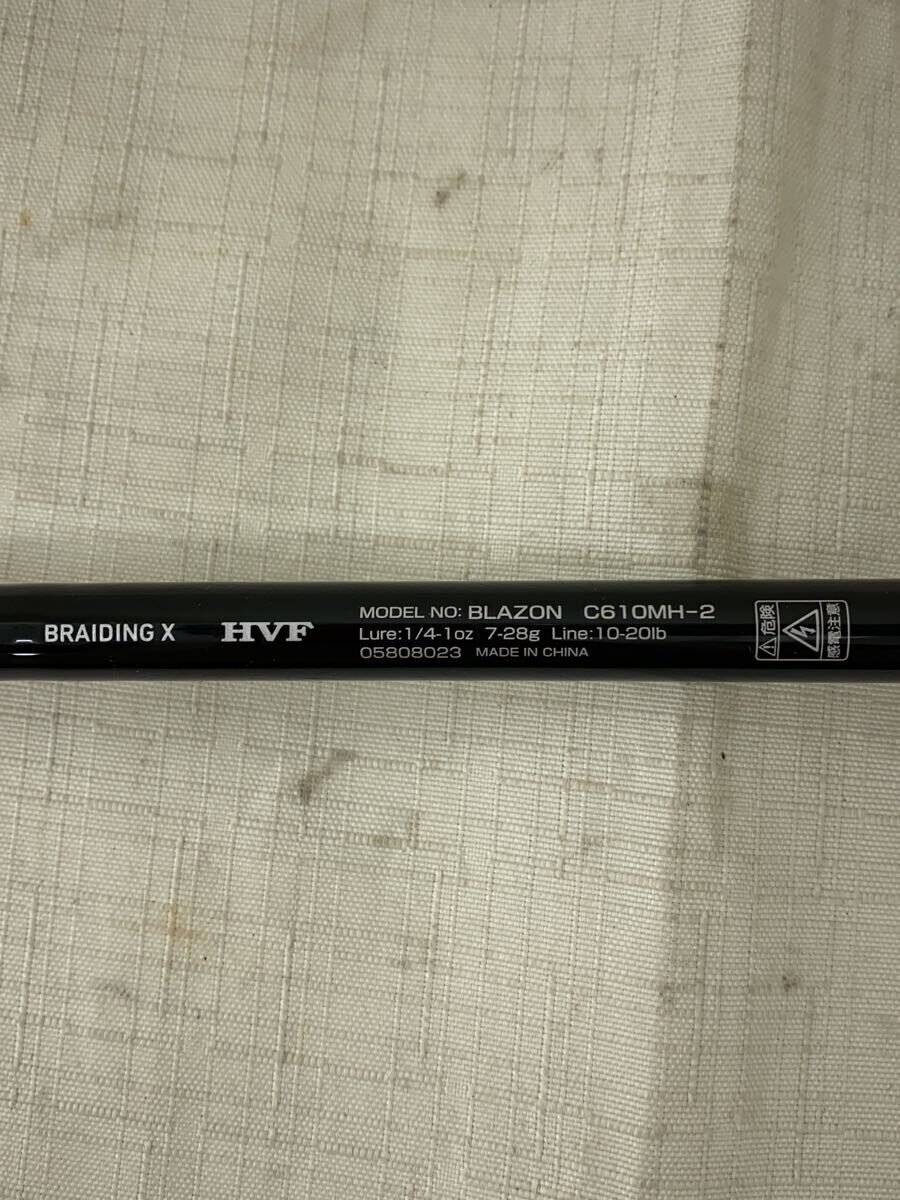 BRAIDING X
HVF
MODEL NO: BLAZON C610MH-2
Lure:1/4-1oz 7-28g Line:10-20lb
05808023 MADE IN CHINA
危険
感電注意